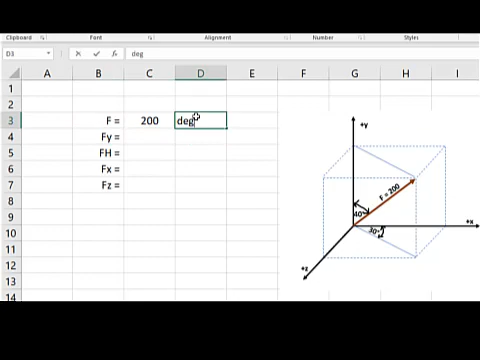 Clipboard Font Alignment Number Styles
D3 deg
A B C D E F G H I
1
2
3 F = 200 deg
4 Fy =
5 FH =
6 Fx =
7 Fz =
8
9
10
11
12
13
14
+y
F = 200
40°
30°
+x
+z